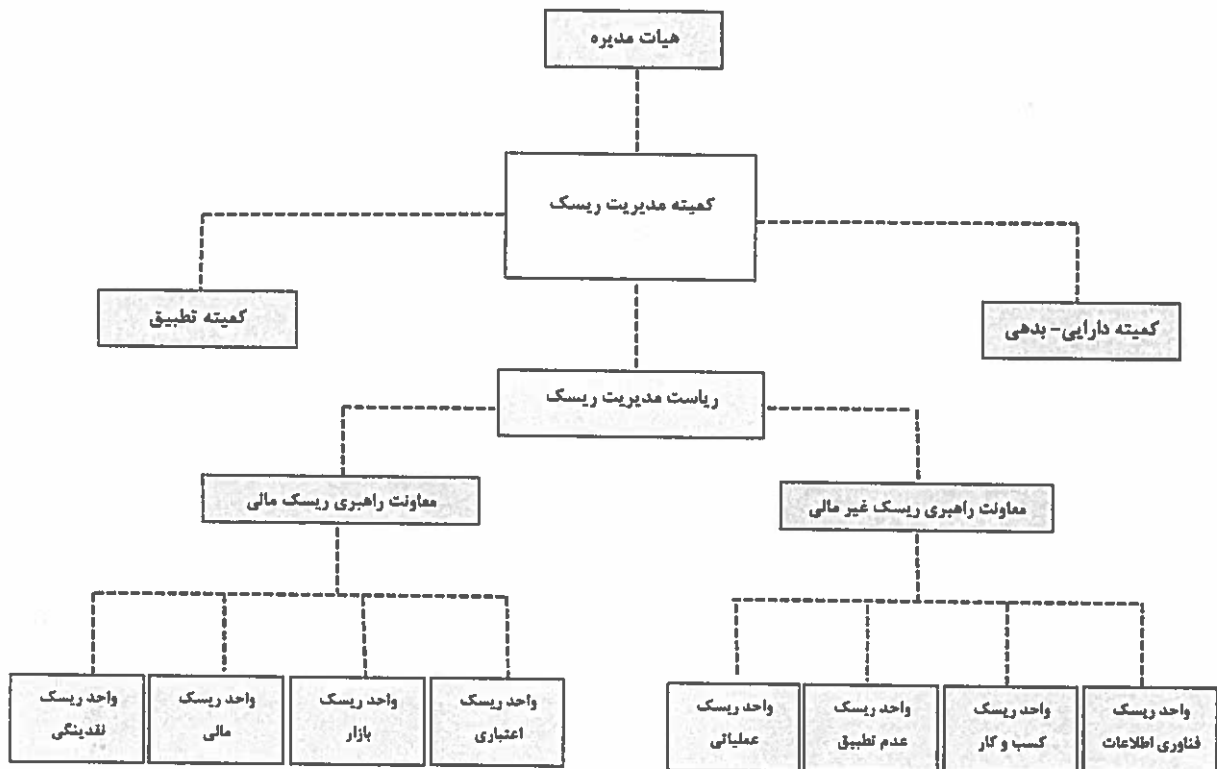 هیات مدیره
کمیته مدیریت ریسک
کمیته دارایی- بدهی
کمیته تطبیق
ریاست مدیریت ریسک
معاونت راهبری ریسک غیر مالی
معاونت راهبری ریسک مالی
واحد ریسک
فناوری اطلاعات
واحد ریسک
کسب و کار
واحد ریسک
عدم تطبیق
واحد ریسک
عملیاتی
واحد ریسک
اعتباری
واحد ریسک
بازار
واحد ریسک
مالی
واحد ریسک
نقدینگی